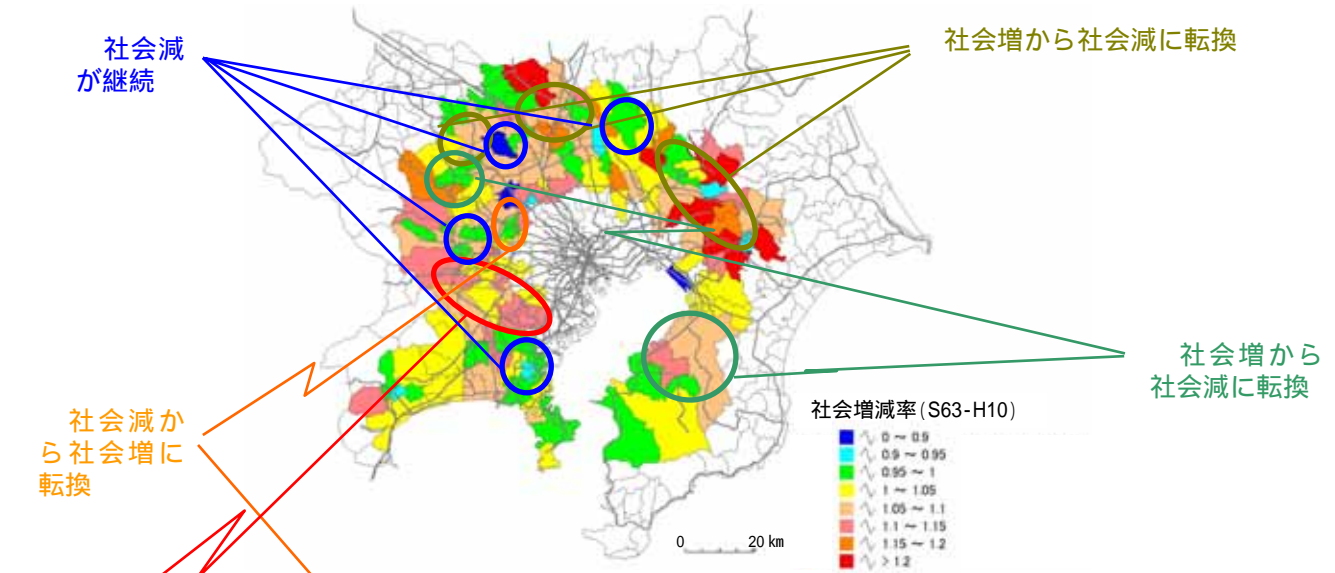 社会減
が継続
社会増から社会減に転換
社会増から
社会減に転換
社会減か
ら社会増に
転換
社会増減率(S63-H10)
0 ～ 0.9
0.9 ～ 0.95
0.95 ～ 1
1 ～ 1.05
1.05 ～ 1.1
1.1 ～ 1.15
1.15 ～ 1.2
> 1.2
0 20 km